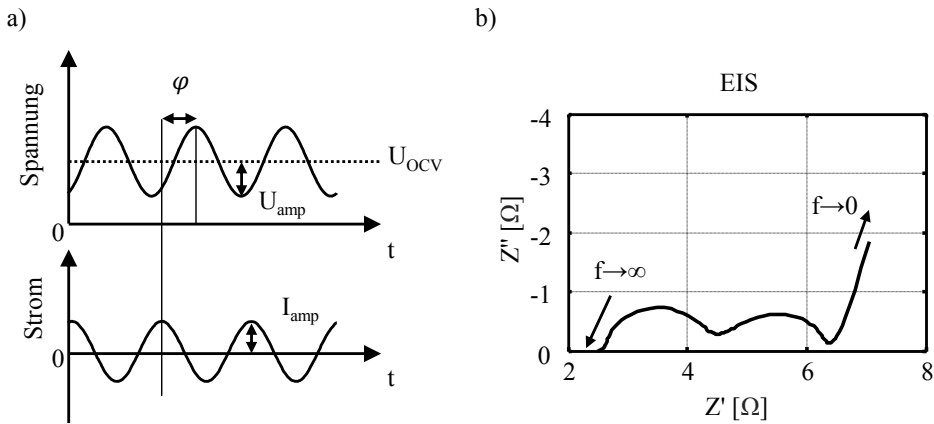 a)
φ
Spannung
U_OCV
U_amp
0
t
Strom
I_amp
0
t
b)
EIS
-4
-3
-2
-1
0
Z'' [Ω]
f→0
f→∞
2
4
6
8
Z' [Ω]